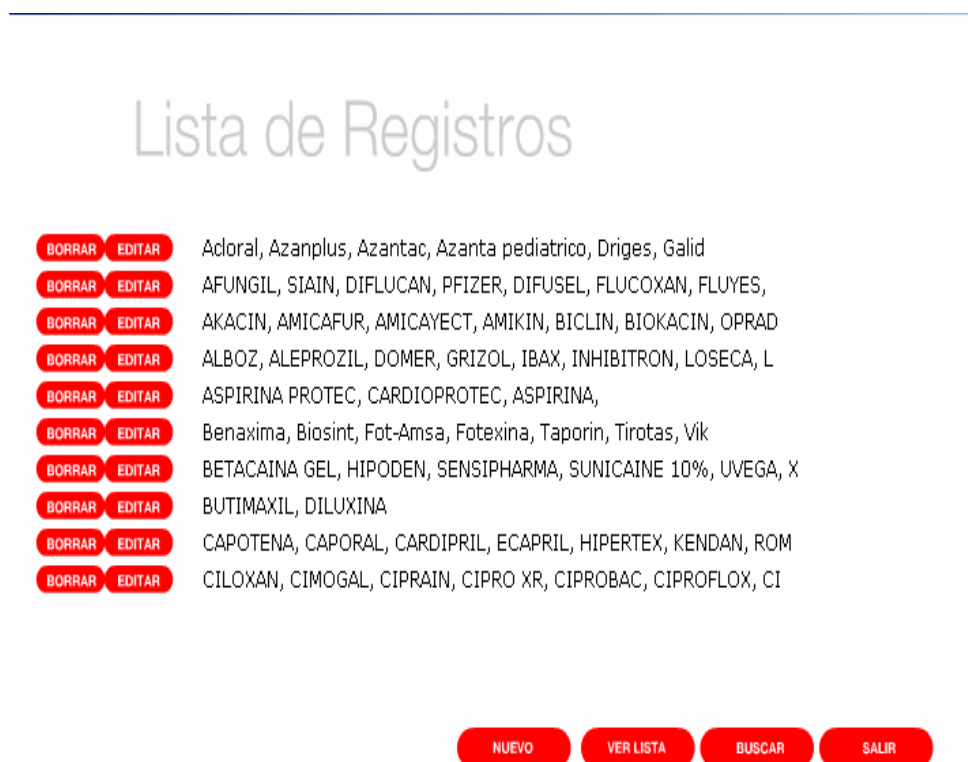 Lista de Registros
BORRAR EDITAR Acloral, Azanplus, Azantac, Azanta pediatrico, Driges, Galid
BORRAR EDITAR AFUNGIL, SIAIN, DIFLUCAN, PFIZER, DIFUSEL, FLUCOXAN, FLUYES,
BORRAR EDITAR AKACIN, AMICAFUR, AMICAYECT, AMIKIN, BICLIN, BIOKACIN, OPRAD
BORRAR EDITAR ALBOZ, ALEPROZIL, DOMER, GRIZOL, IBAX, INHIBITRON, LOSECA, L
BORRAR EDITAR ASPIRINA PROTEC, CARDIOPROTEC, ASPIRINA,
BORRAR EDITAR Benaxima, Biosint, Fot-Amsa, Fotexina, Taporin, Tirotas, Vik
BORRAR EDITAR BETACAINA GEL, HIPODEN, SENSIPHARMA, SUNICAINE 10%, UVEGA, X
BORRAR EDITAR BUTIMAXIL, DILUXINA
BORRAR EDITAR CAPOTENA, CAPORAL, CARDIPRIL, ECAPRIL, HIPERTEX, KENDAN, ROM
BORRAR EDITAR CILOXAN, CIMOGAL, CIPRAIN, CIPRO XR, CIPROBAC, CIPROFLOX, CI
NUEVO VER LISTA BUSCAR SALIR